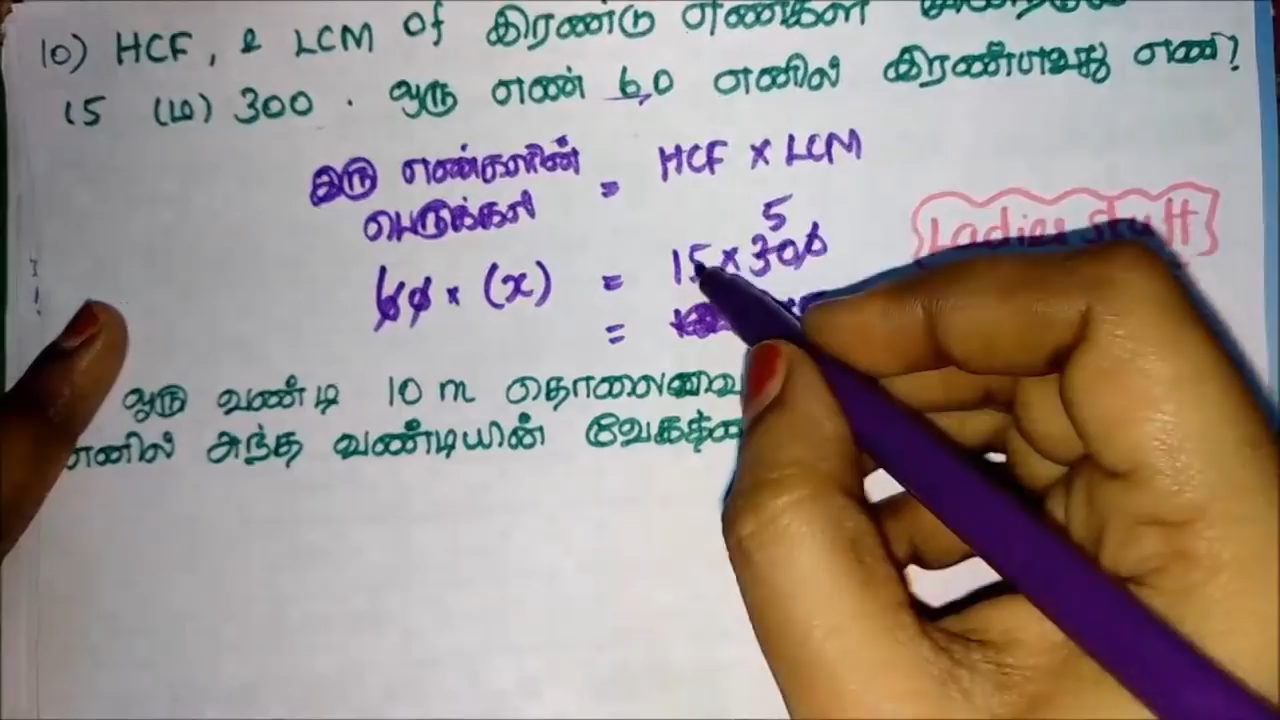 10) HCF, & LCM of இரண்டு எண்கள்
15 (ம) 300. ஒரு எண் 60 எனில் இரண்டாவது எண்?
இரு எண்களின் = HCF × LCM
பெருக்கல்
5
60 × (x) = 15 × 300
=
Ladies stuff
ஒரு வண்டி 10 m
எனில் அந்த வண்டியின்